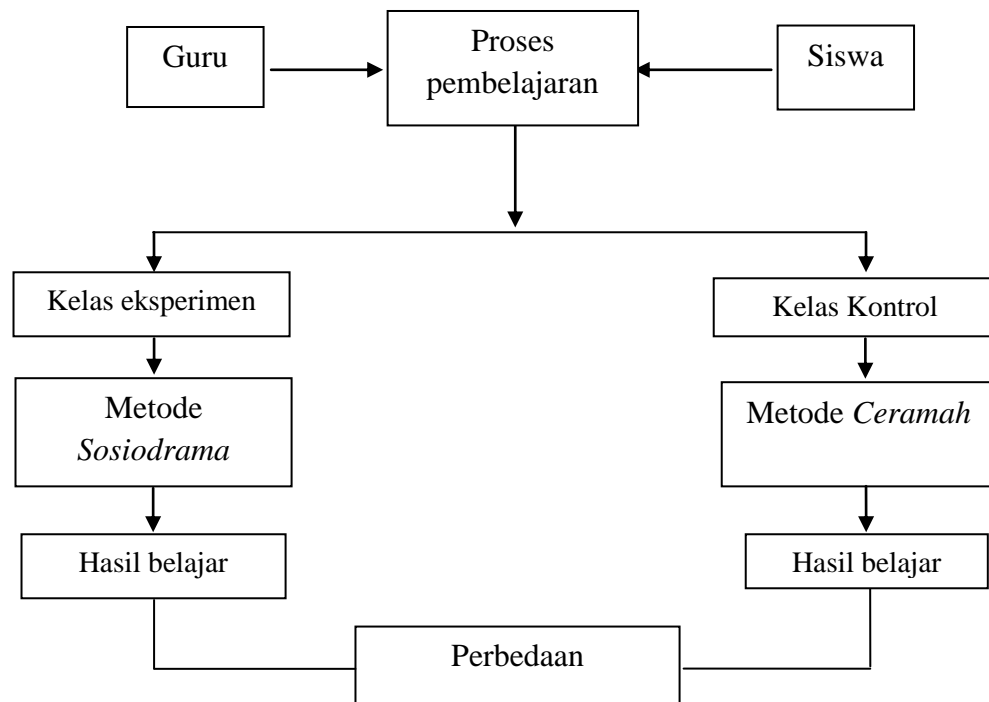 Guru
Proses
pembelajaran
Siswa
Kelas eksperimen
Kelas Kontrol
Metode
Sosiodrama
Metode Ceramah
Hasil belajar
Hasil belajar
Perbedaan